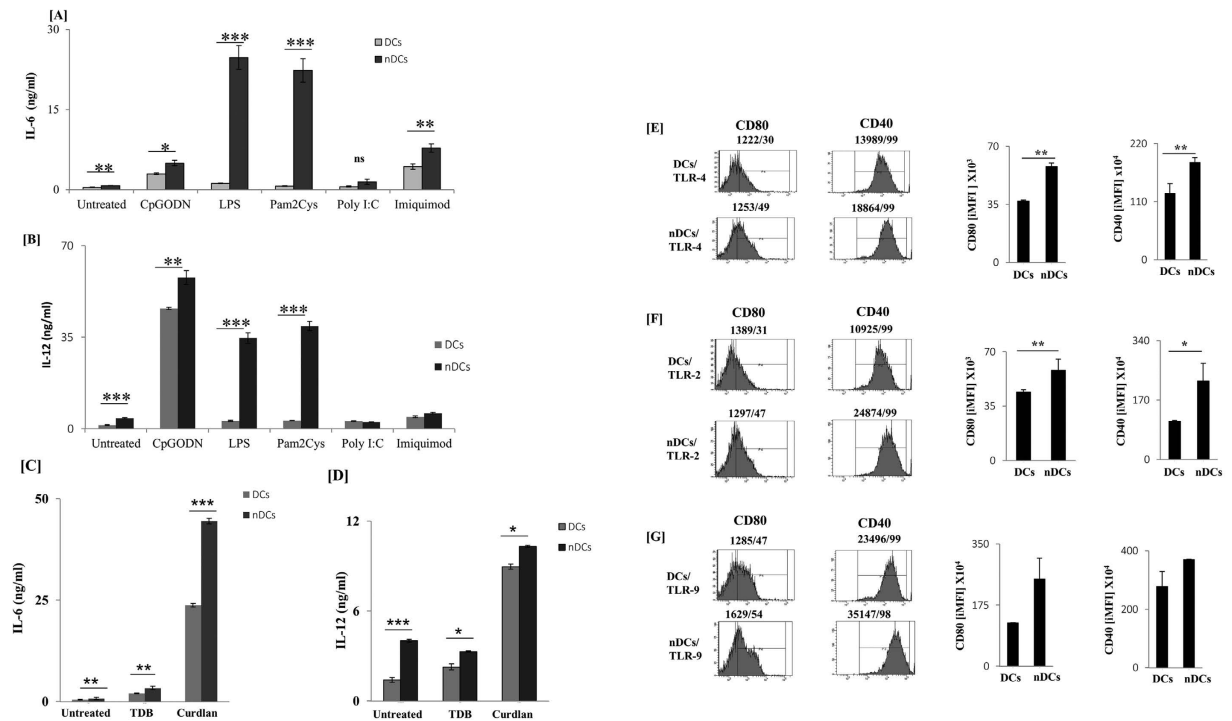 [A]
IL-6 (ng/ml)
30
15
0
DCs
nDCs
**
*
***
***
ns
**
Untreated CpGODN LPS Pam2Cys Poly I:C Imiquimod
[B]
IL-12 (ng/ml)
70
35
0
DCs
nDCs
***
**
***
***
Untreated CpGODN LPS Pam2Cys Poly I:C Imiquimod
[C]
IL-6 (ng/ml)
50
25
0
DCs
nDCs
**
**
***
Untreated TDB Curdlan
[D]
IL-12 (ng/ml)
12
9
6
3
0
DCs
nDCs
***
*
*
Untreated TDB Curdlan
[E]
CD80 CD40
1222/30 13989/99
DCs/
TLR-4
1253/49 18864/99
nDCs/
TLR-4
CD80 [iMFI ] X10³
70
35
0
**
DCs nDCs
CD40 [iMFI] x10⁴
220
110
0
**
DCs nDCs
[F]
CD80 CD40
1389/31 10925/99
DCs/
TLR-2
1297/47 24874/99
nDCs/
TLR-2
CD80 [iMFI] X10³
70
35
0
**
DCs nDCs
CD40 [iMFI] X10⁴
340
170
0
*
DCs nDCs
[G]
CD80 CD40
1285/47 23496/99
DCs/
TLR-9
1629/54 35147/98
nDCs/
TLR-9
CD80 [iMFI] X10⁴
350
175
0
DCs nDCs
CD40 [iMFI] X10⁴
400
200
0
DCs nDCs